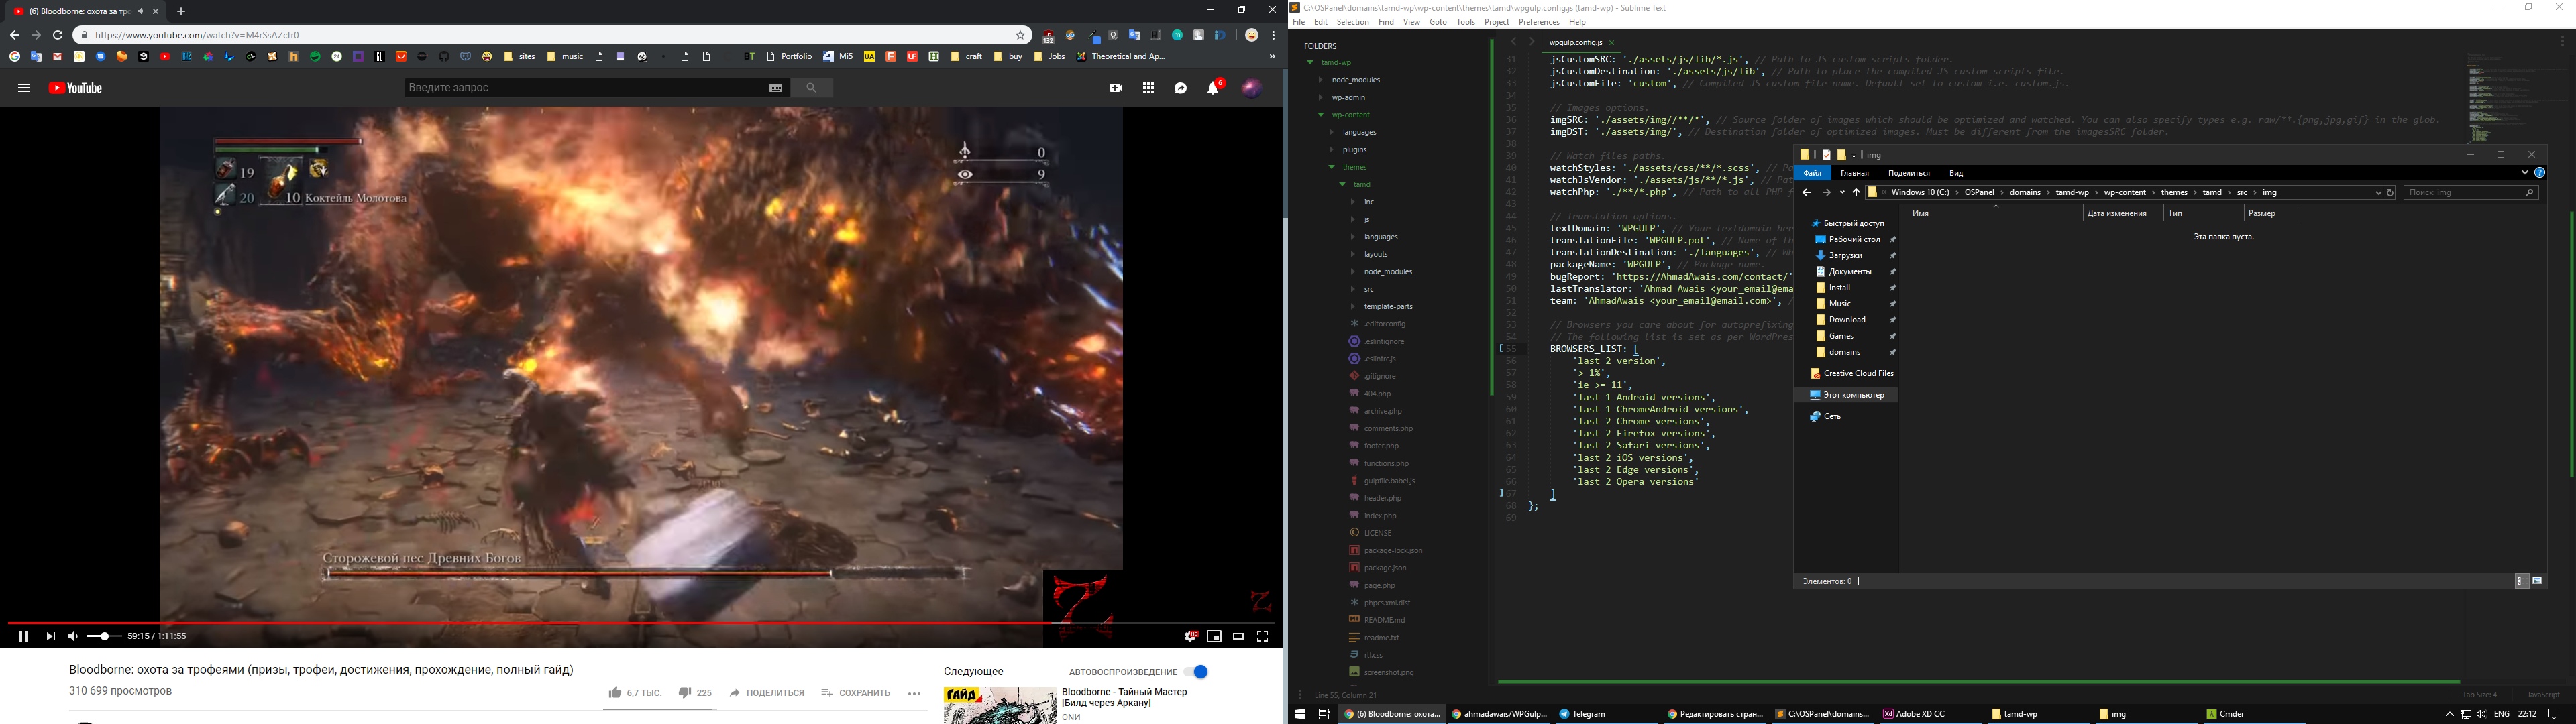 (6) Bloodborne: охота за тро
https://www.youtube.com/watch?v=M4rSsAZctr0
sites
music
Portfolio
Mi5
craft
buy
Jobs
Theoretical and Ap...
YouTube
Введите запрос
6
19
20
10 Коктейль Молотова
0
9
Сторожевой пес Древних Богов
59:15 / 1:11:55
Bloodborne: охота за трофеями (призы, трофеи, достижения, прохождение, полный гайд)
310 699 просмотров
6,7 ТЫС.
225
ПОДЕЛИТЬСЯ
СОХРАНИТЬ
Следующее
АВТОВОСПРОИЗВЕДЕНИЕ
ГАЙД
Bloodborne - Тайный Мастер
[Билд через Аркану]
ONИ
C:\OSPanel\domains\tamd-wp\wp-content\themes\tamd\wpgulp.config.js (tamd-wp) - Sublime Text
File Edit Selection Find View Goto Tools Project Preferences Help
FOLDERS
tamd-wp
node_modules
wp-admin
wp-content
languages
plugins
themes
tamd
inc
js
languages
layouts
node_modules
src
template-parts
.editorconfig
.eslintignore
.eslintrc.js
.gitignore
404.php
archive.php
comments.php
footer.php
functions.php
gulpfile.babel.js
header.php
index.php
LICENSE
package-lock.json
package.json
page.php
phpcs.xml.dist
README.md
readme.txt
rtl.css
screenshot.png
wpgulp.config.js
31 jsCustomSRC: './assets/js/lib/*.js', // Path to JS custom scripts folder.
32 jsCustomDestination: './assets/js/lib', // Path to place the compiled JS custom scripts file.
33 jsCustomFile: 'custom', // Compiled JS custom file name. Default set to custom i.e. custom.js.
34
35 // Images options.
36 imgSRC: './assets/img//**/*', // Source folder of images which should be optimized and watched. You can also specify types e.g. raw/**.{png,jpg,gif} in the glob.
37 imgDST: './assets/img/', // Destination folder of optimized images. Must be different from the imagesSRC folder.
38
39 // Watch files paths.
40 watchStyles: './assets/css/**/*.scss', // Pa
41 watchJsVendor: './assets/js/**/*.js', // Pat
42 watchPhp: './**/*.php', // Path to all PHP f
43
44 // Translation options.
45 textDomain: 'WPGULP', // Your textdomain her
46 translationFile: 'WPGULP.pot', // Name of th
47 translationDestination: './languages', // Wh
48 packageName: 'WPGULP', // Package name.
49 bugReport: 'https://AhmadAwais.com/contact/'
50 lastTranslator: 'Ahmad Awais <your_email@ema
51 team: 'AhmadAwais <your_email@email.com>', /
52
53 // Browsers you care about for autoprefixing
54 // The following list is set as per WordPres
55 BROWSERS_LIST: [
56 'last 2 version',
57 '> 1%',
58 'ie >= 11',
59 'last 1 Android versions',
60 'last 1 ChromeAndroid versions',
61 'last 2 Chrome versions',
62 'last 2 Firefox versions',
63 'last 2 Safari versions',
64 'last 2 iOS versions',
65 'last 2 Edge versions',
66 'last 2 Opera versions'
67 ]
68 };
69
Line 55, Column 21
Tab Size: 4
JavaScript
img
Файл Главная Поделиться Вид
Windows 10 (C:) > OSPanel > domains > tamd-wp > wp-content > themes > tamd > src > img
Поиск: img
Имя Дата изменения Тип Размер
Эта папка пуста.
Быстрый доступ
Рабочий стол
Загрузки
Документы
Install
Music
Download
Games
domains
Creative Cloud Files
Этот компьютер
Сеть
Элементов: 0
(6) Bloodborne: охота...
ahmadawais/WPGulp...
Telegram
Редактировать стран...
C:\OSPanel\domains...
Adobe XD CC
tamd-wp
img
Cmder
ENG
22:12